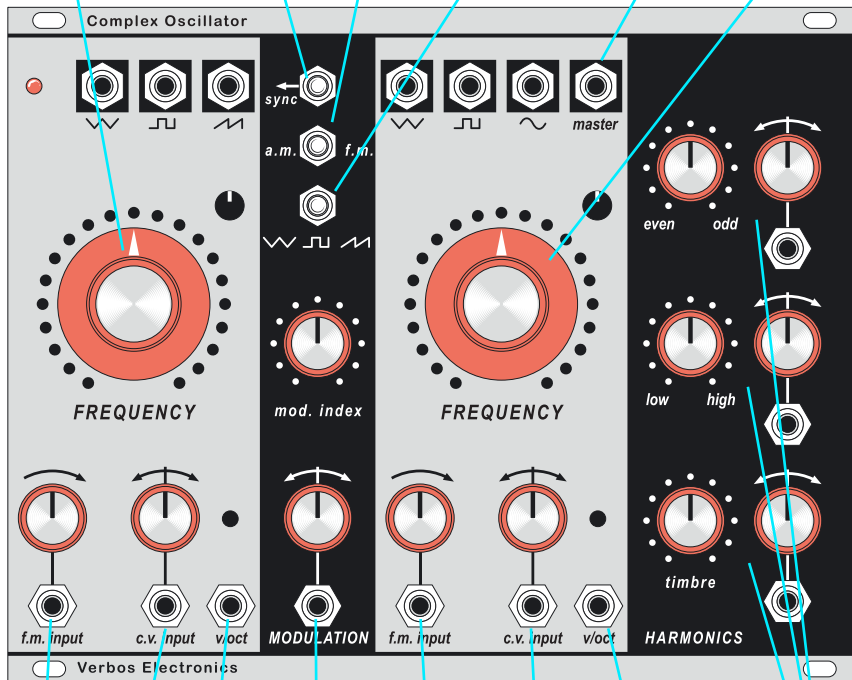 Complex Oscillator
sync
master
a.m. f.m.
even odd
low high
FREQUENCY
mod. index
FREQUENCY
timbre
f.m. input
c.v. input
v/oct
MODULATION
f.m. input
c.v. input
v/oct
HARMONICS
Verbos Electronics